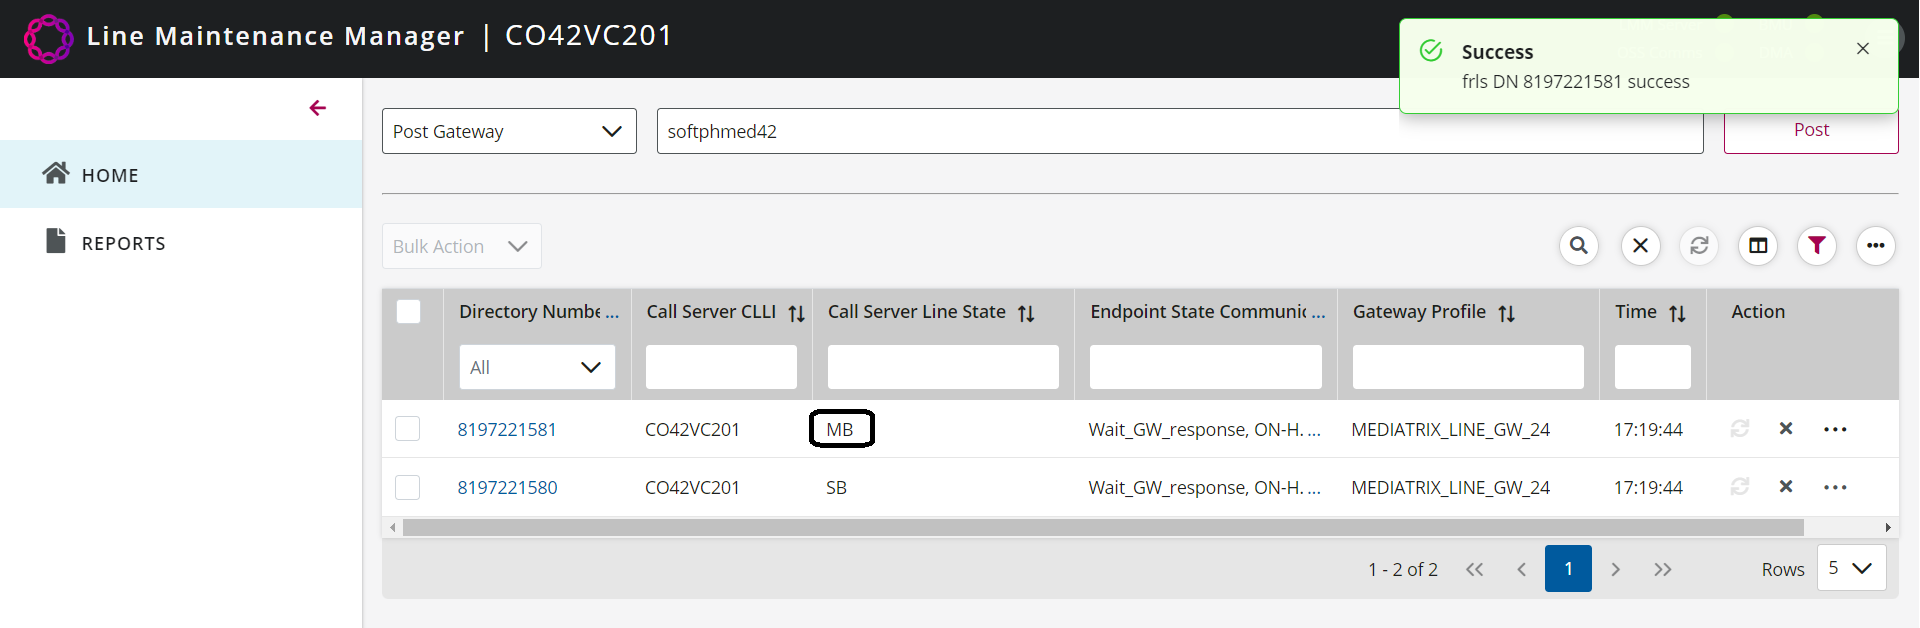 Line Maintenance Manager | CO42VC201
Success
frls DN 8197221581 success
HOME
REPORTS
Post Gateway
softphmed42
Post
Bulk Action
Directory Numbe ...
Call Server CLLI
Call Server Line State
Endpoint State Communic ...
Gateway Profile
Time
Action
All
8197221581 CO42VC201 MB Wait_GW_response, ON-H. ... MEDIATRIX_LINE_GW_24 17:19:44
8197221580 CO42VC201 SB Wait_GW_response, ON-H. ... MEDIATRIX_LINE_GW_24 17:19:44
1 - 2 of 2
1
Rows 5